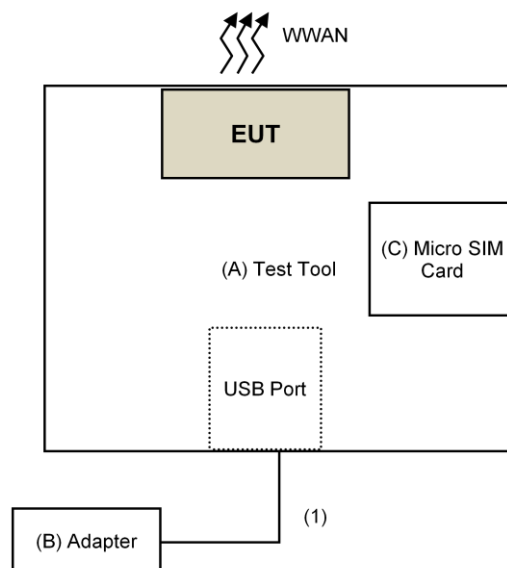 WWAN
EUT
(A) Test Tool
(C) Micro SIM
Card
USB Port
(1)
(B) Adapter